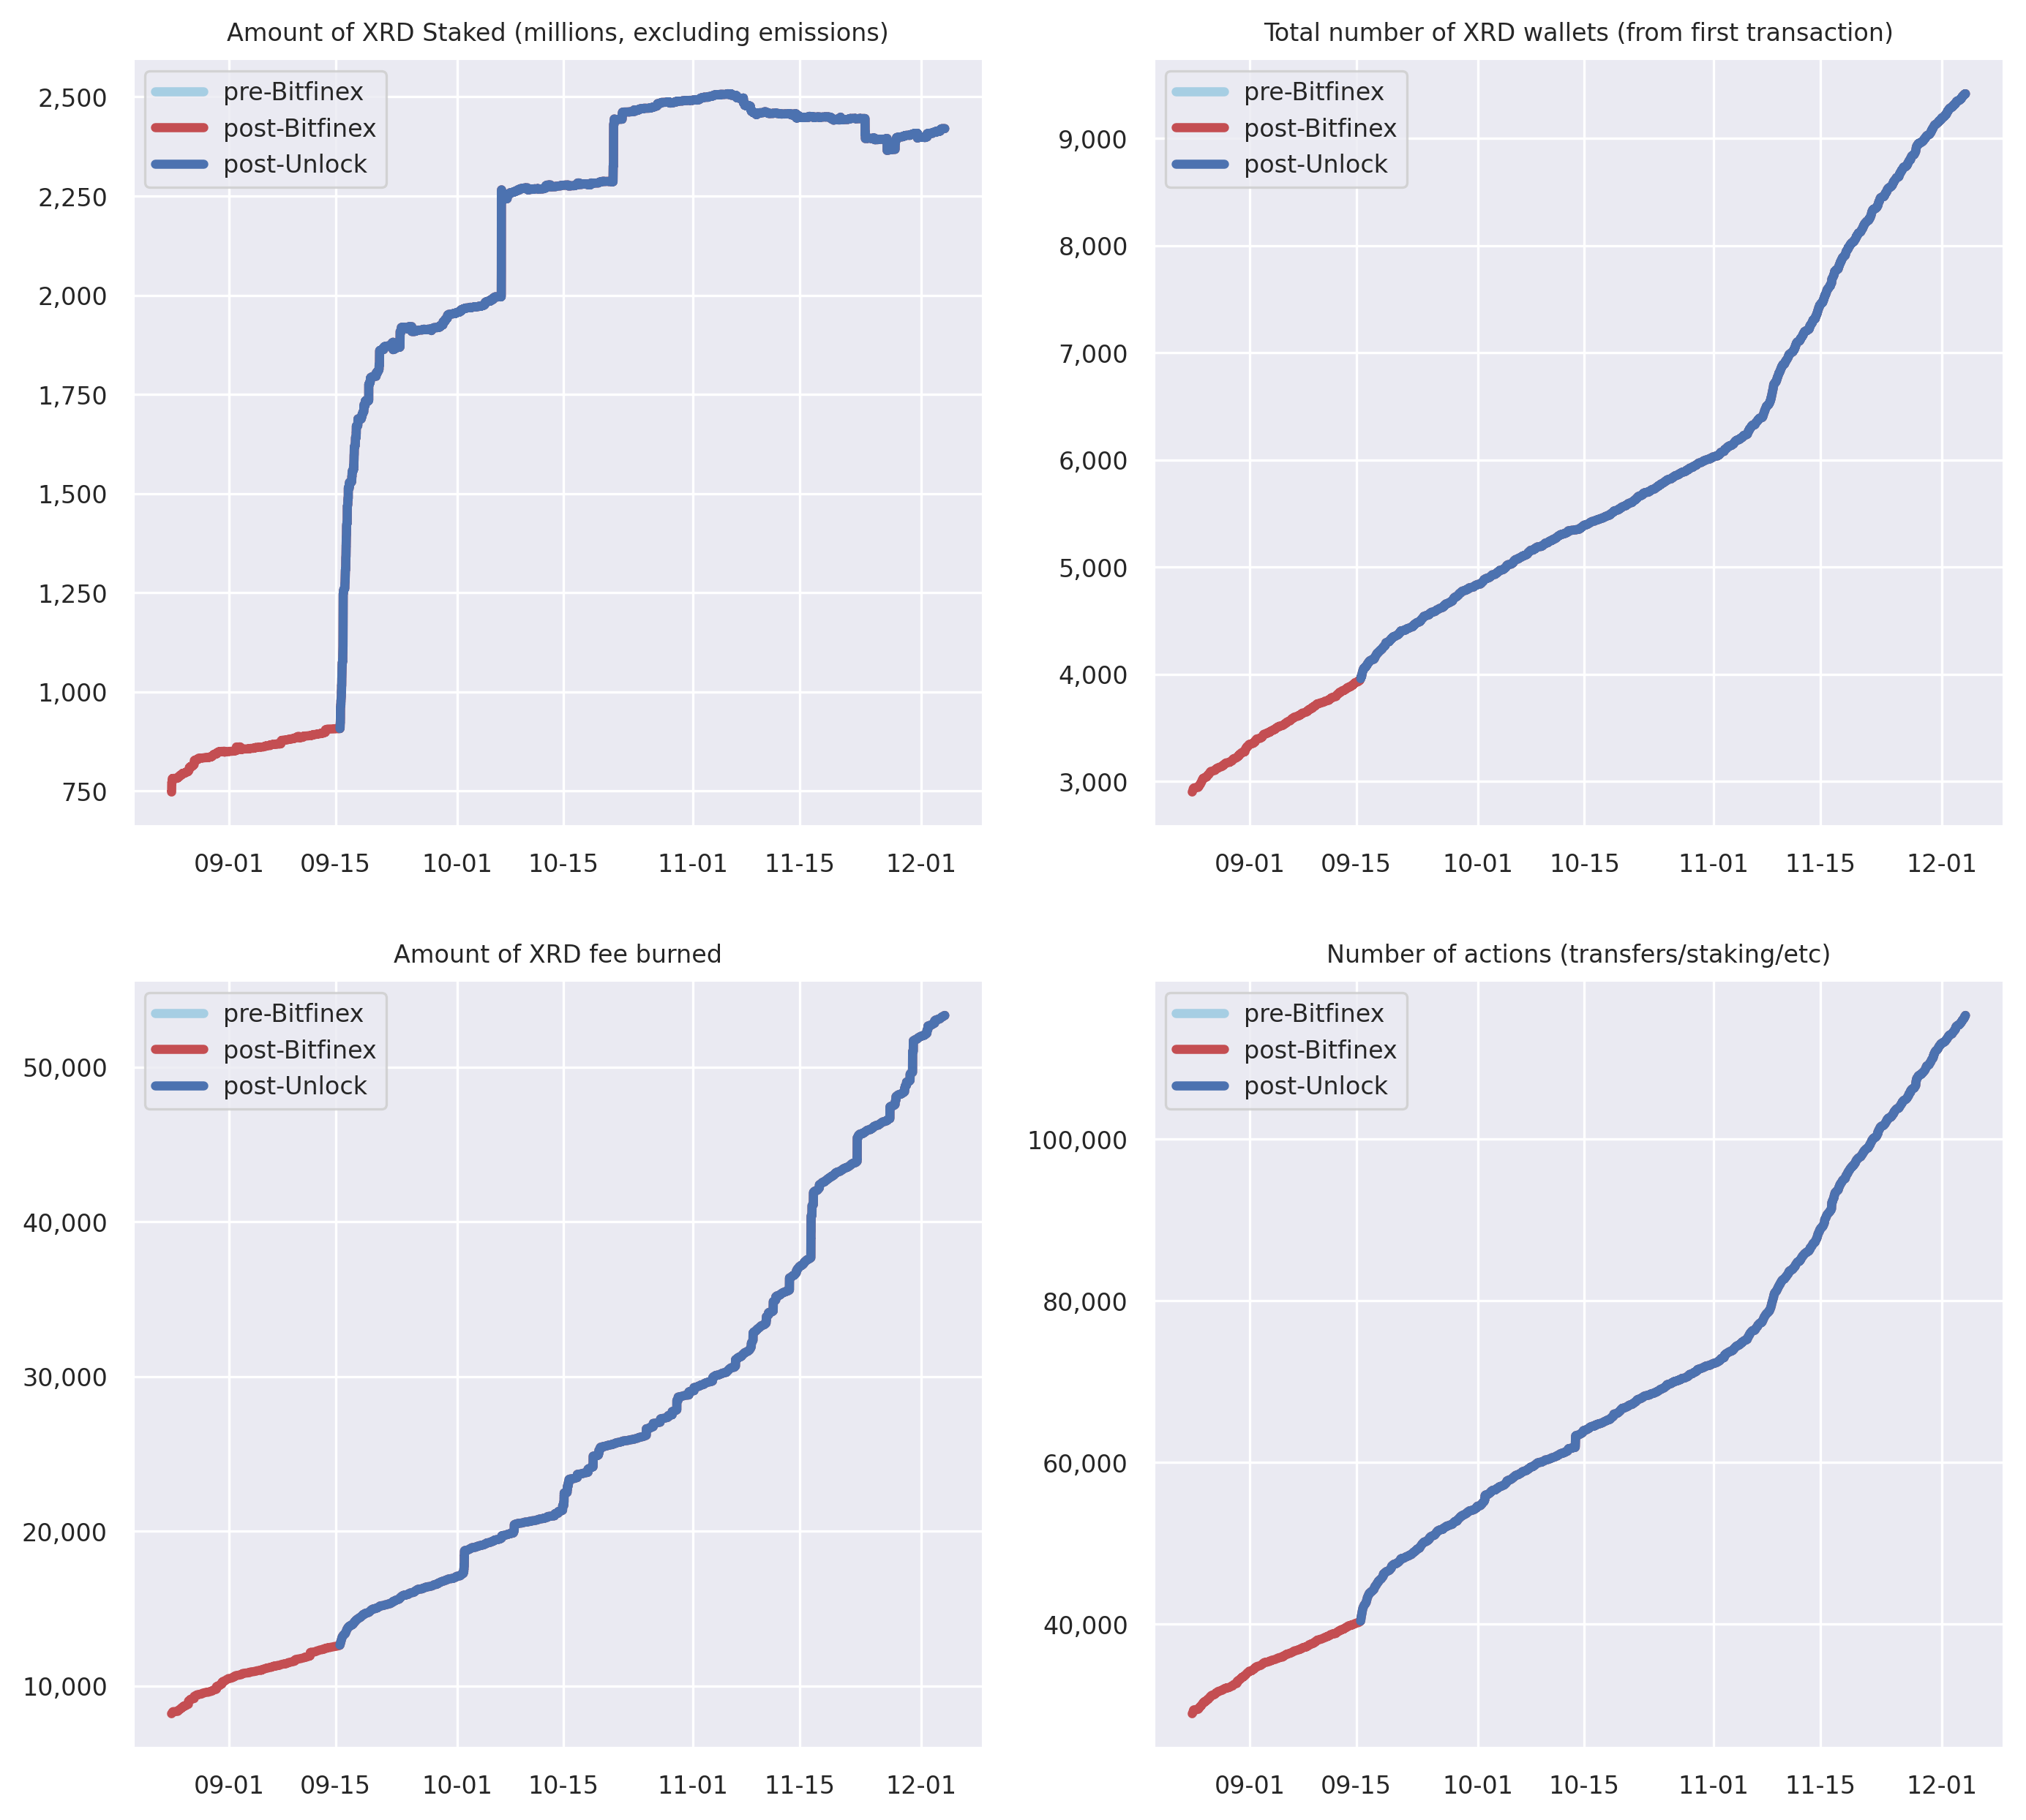 Amount of XRD Staked (millions, excluding emissions)
pre-Bitfinex
post-Bitfinex
post-Unlock
2,500
2,250
2,000
1,750
1,500
1,250
1,000
750
09-01 09-15 10-01 10-15 11-01 11-15 12-01
Total number of XRD wallets (from first transaction)
pre-Bitfinex
post-Bitfinex
post-Unlock
9,000
8,000
7,000
6,000
5,000
4,000
3,000
09-01 09-15 10-01 10-15 11-01 11-15 12-01
Amount of XRD fee burned
pre-Bitfinex
post-Bitfinex
post-Unlock
50,000
40,000
30,000
20,000
10,000
09-01 09-15 10-01 10-15 11-01 11-15 12-01
Number of actions (transfers/staking/etc)
pre-Bitfinex
post-Bitfinex
post-Unlock
100,000
80,000
60,000
40,000
09-01 09-15 10-01 10-15 11-01 11-15 12-01